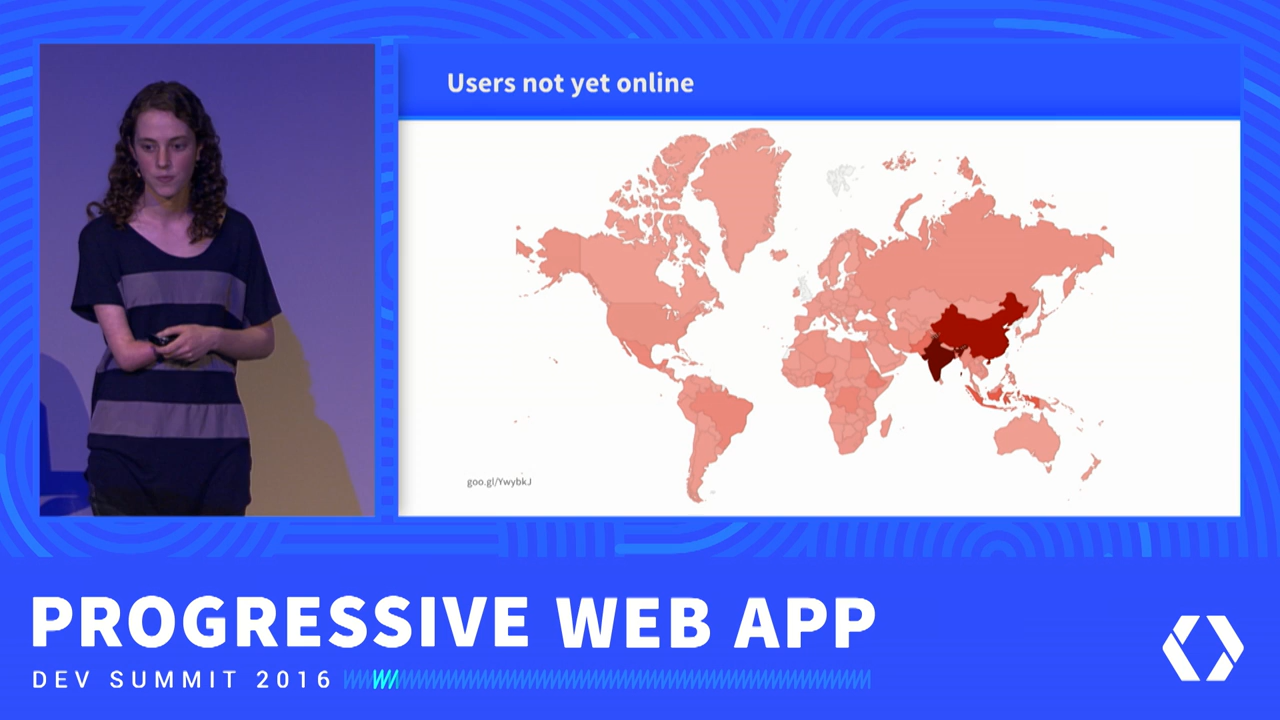 Users not yet online
goo.gl/YwybkJ
PROGRESSIVE WEB APP
DEV SUMMIT 2016